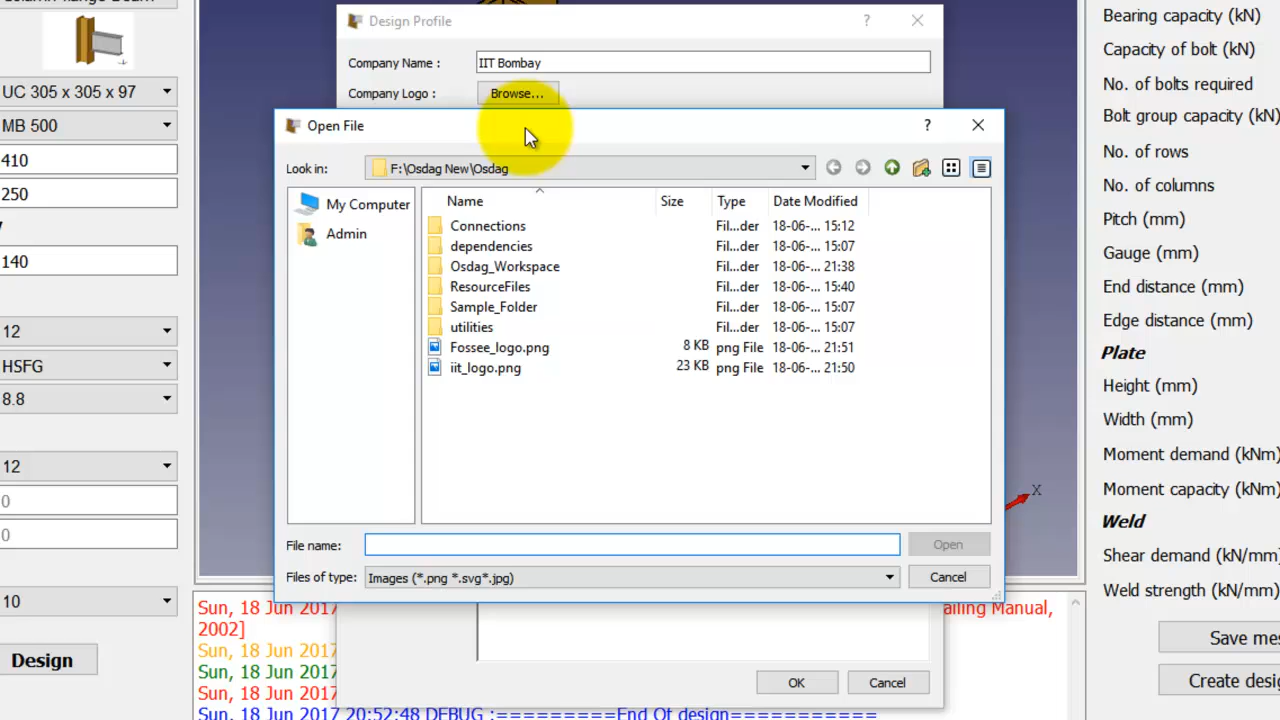 Design Profile
?
Company Name :
IIT Bombay
Company Logo :
Browse...
UC 305 x 305 x 97
MB 500
410
250
140
12
HSFG
8.8
12
0
0
10
Design
Open File
?
Look in:
F:\Osdag New\Osdag
My Computer
Admin
Name Size Type Date Modified
Connections Fil...der 18-06-... 15:12
dependencies Fil...der 18-06-... 15:07
Osdag_Workspace Fil...der 18-06-... 21:38
ResourceFiles Fil...der 18-06-... 15:40
Sample_Folder Fil...der 18-06-... 15:07
utilities Fil...der 18-06-... 15:07
Fossee_logo.png 8 KB png File 18-06-... 21:51
iit_logo.png 23 KB png File 18-06-... 21:50
File name:
Open
Files of type:
Images (*.png *.svg*.jpg)
Cancel
X
Sun, 18 Jun 2017
ailing Manual,
2002]
Sun, 18 Jun 2017
Sun, 18 Jun 2017
Sun, 18 Jun 2017
Sun, 18 Jun 2017 20:52:48 DEBUG :=========End Of design===========
OK
Cancel
Bearing capacity (kN)
Capacity of bolt (kN)
No. of bolts required
Bolt group capacity (kN)
No. of rows
No. of columns
Pitch (mm)
Gauge (mm)
End distance (mm)
Edge distance (mm)
Plate
Height (mm)
Width (mm)
Moment demand (kNm)
Moment capacity (kNm)
Weld
Shear demand (kN/mm)
Weld strength (kN/mm)
Save mes
Create desig